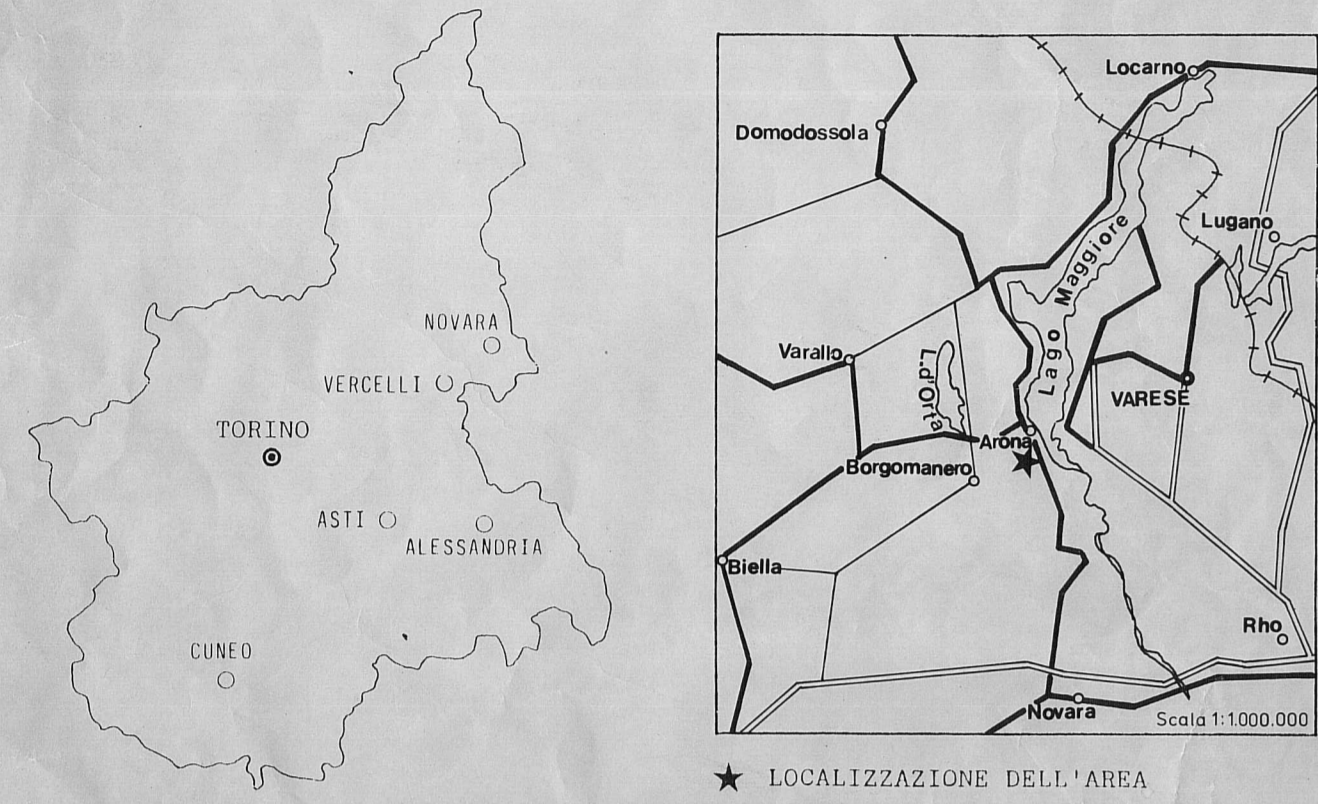 NOVARA
VERCELLI
TORINO
ASTI
ALESSANDRIA
CUNEO
Locarno
Domodossola
Lugano
Lago Maggiore
Varallo
L.d'Orta
VARESE
Arona
Borgomanero
Biella
Rho
Novara
Scala 1:1.000.000
★ LOCALIZZAZIONE DELL'AREA